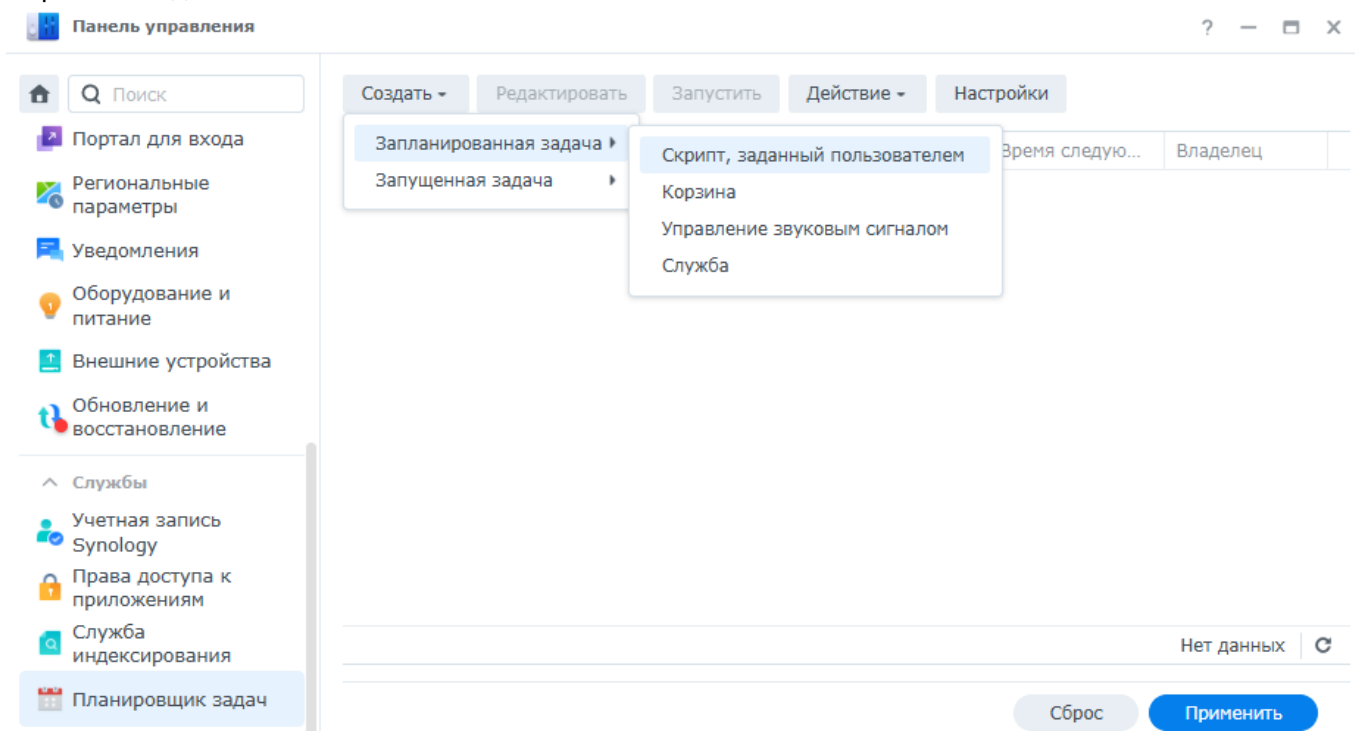 Панель управления
Поиск
Создать
Редактировать
Запустить
Действие
Настройки
Портал для входа
Региональные
параметры
Уведомления
Оборудование и
питание
Внешние устройства
Обновление и
восстановление
Службы
Учетная запись
Synology
Права доступа к
приложениям
Служба
индексирования
Планировщик задач
Запланированная задача
Запущенная задача
Скрипт, заданный пользователем
Корзина
Управление звуковым сигналом
Служба
Время следую...
Владелец
Нет данных
Сброс
Применить